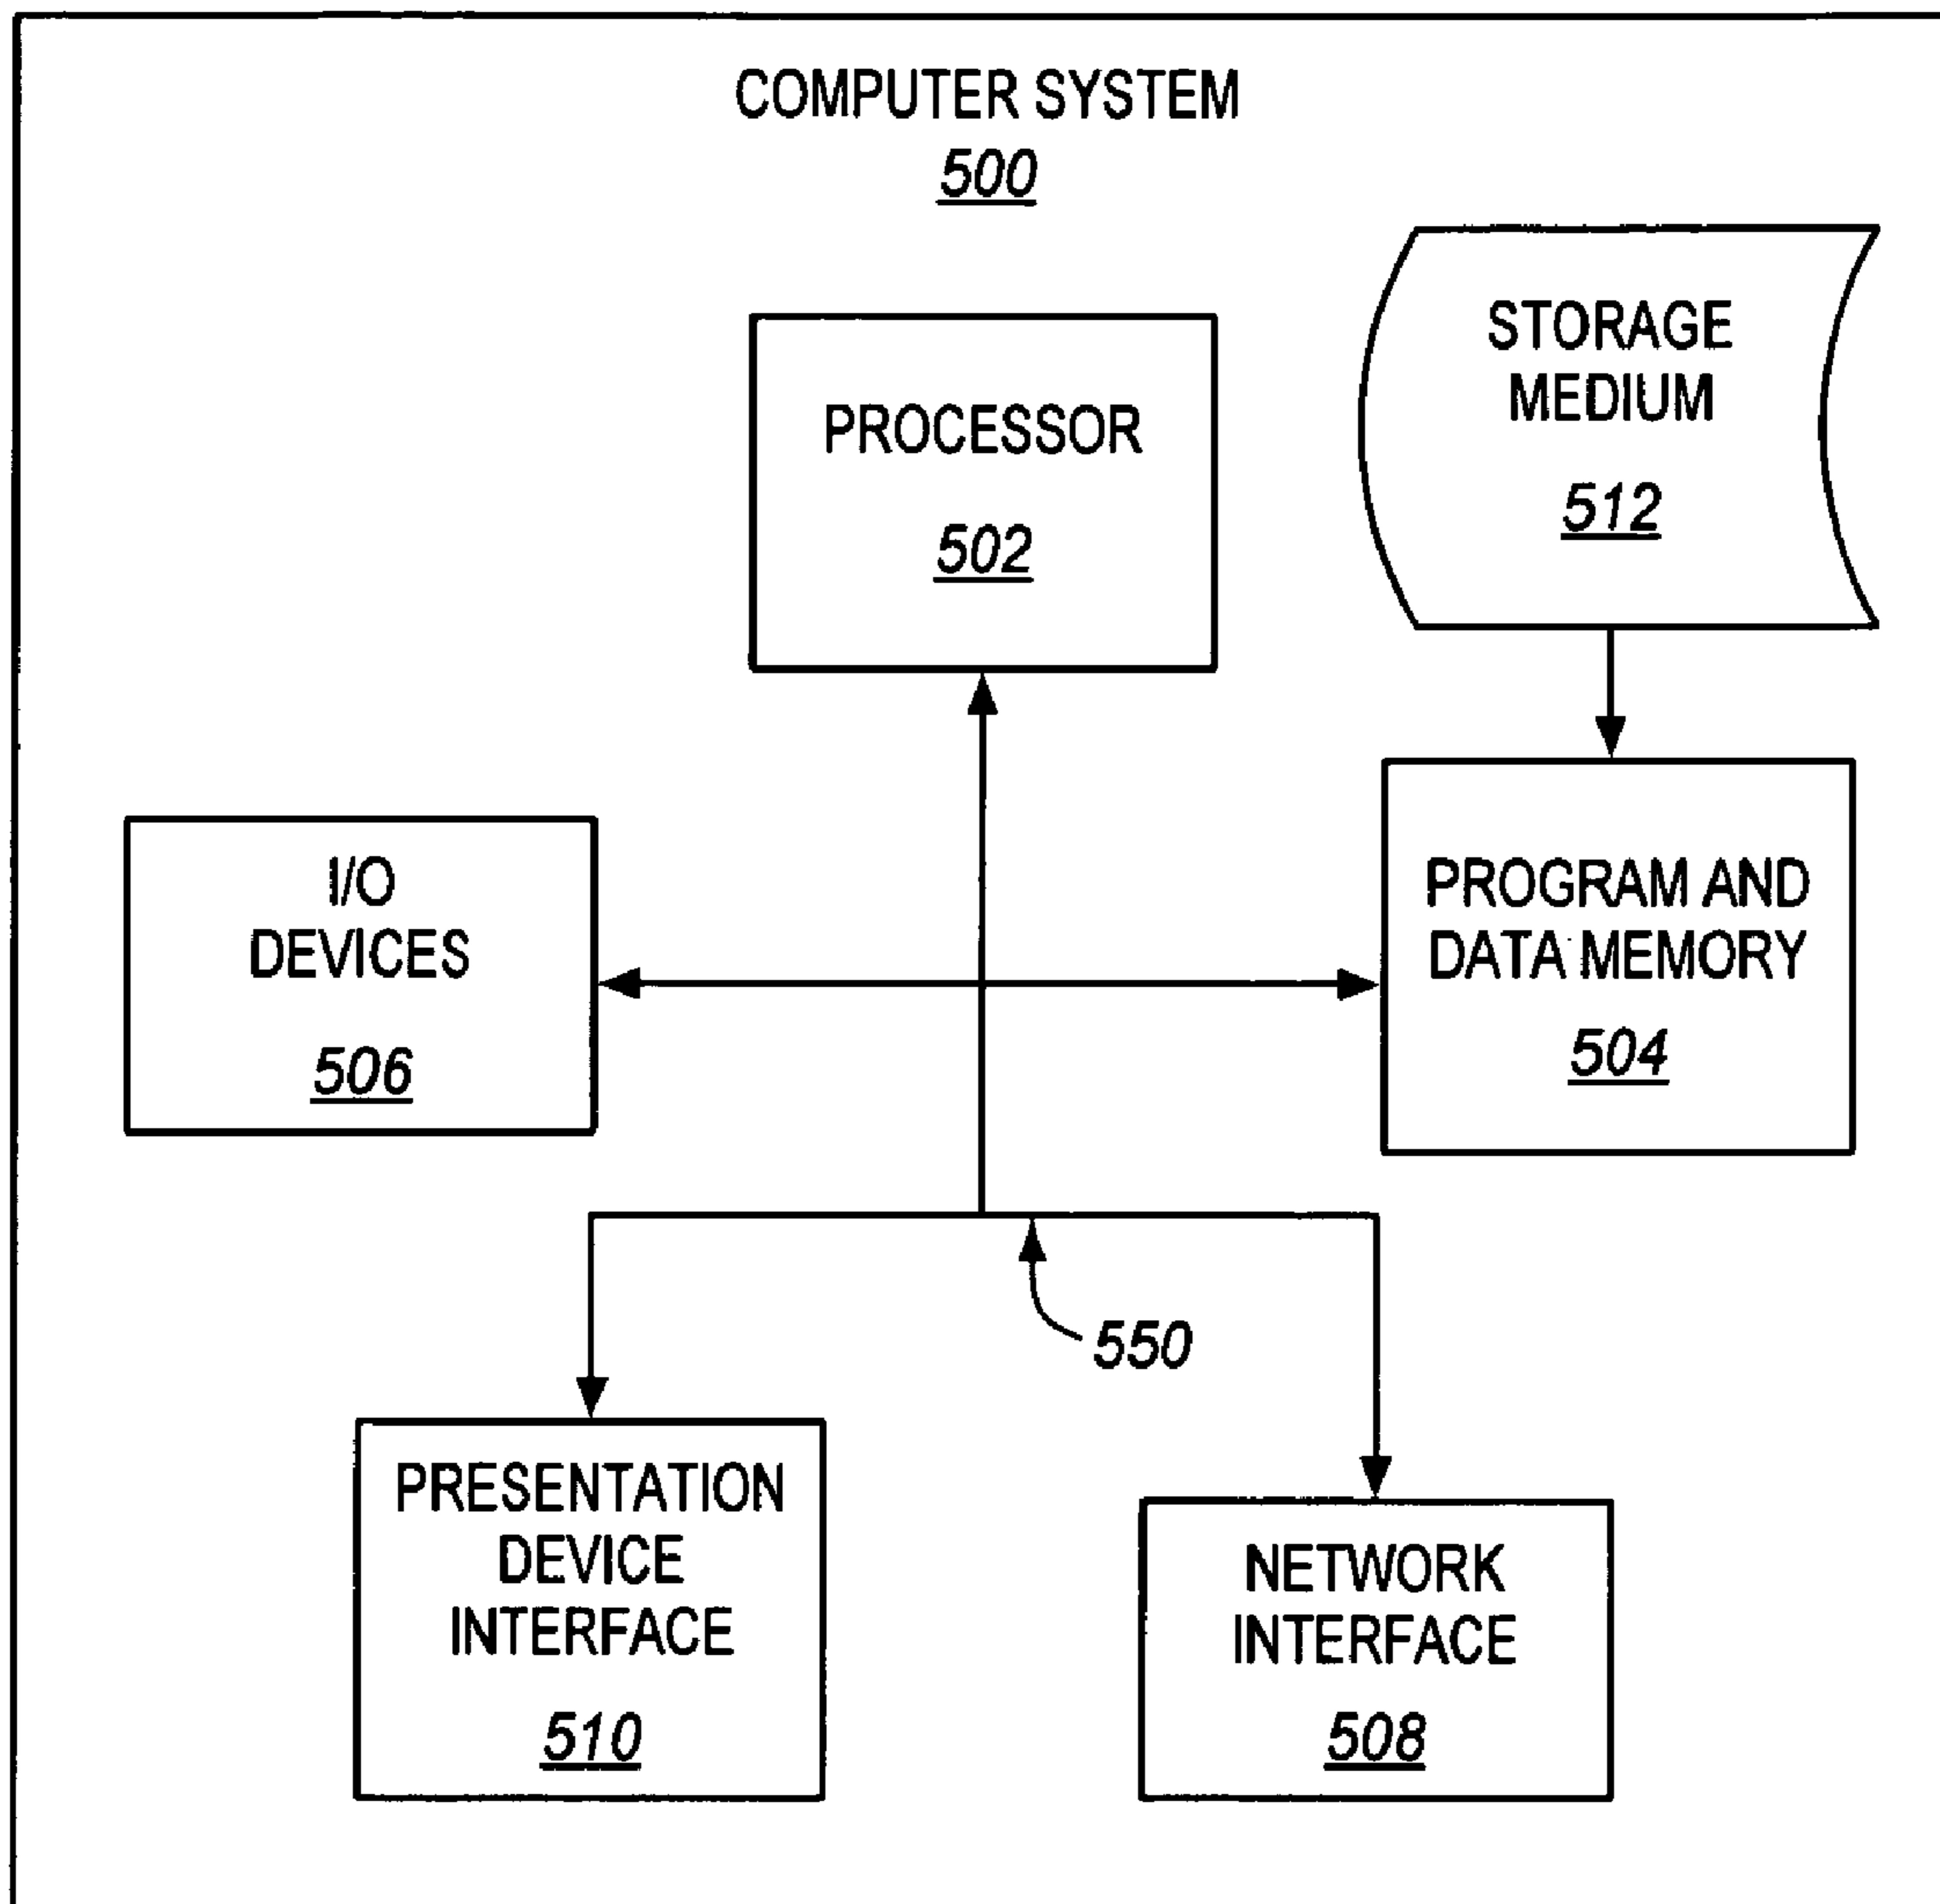 COMPUTER SYSTEM
500
STORAGE
MEDIUM
512
PROCESSOR
502
I/O
DEVICES
506
PROGRAM AND
DATA MEMORY
504
550
PRESENTATION
DEVICE
INTERFACE
510
NETWORK
INTERFACE
508